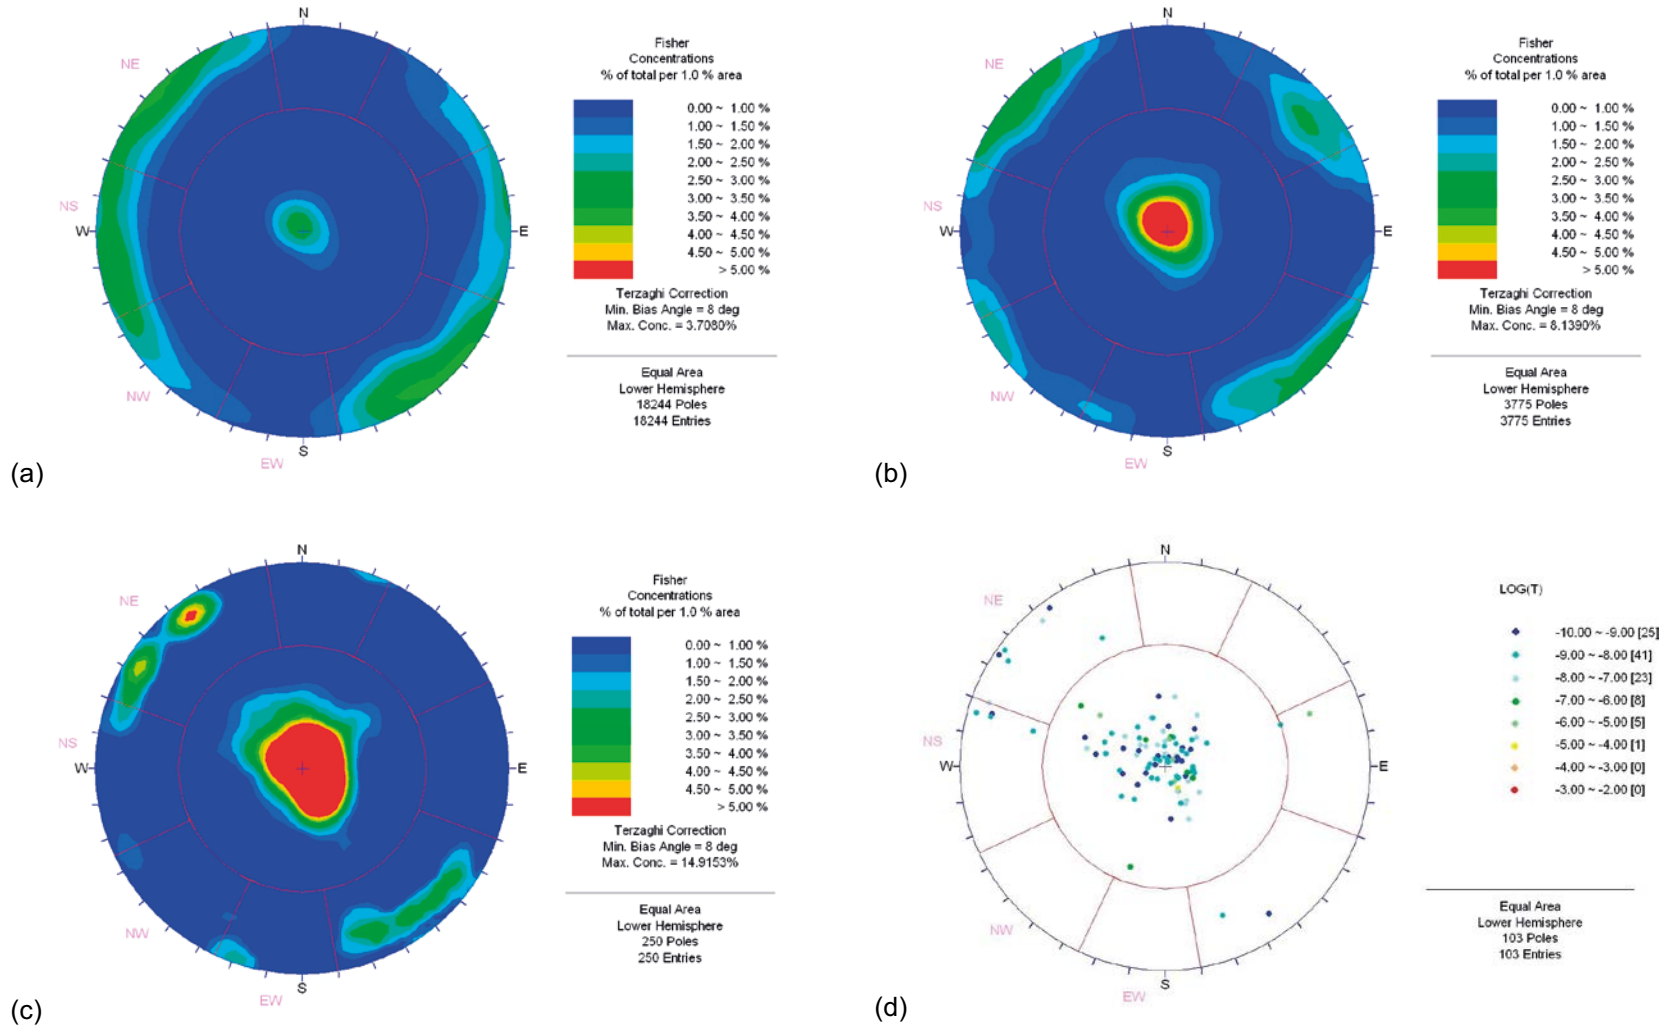 N
NE
NS
W
E
NW
S
EW
Fisher
Concentrations
% of total per 1.0 % area
0.00 ~ 1.00 %
1.00 ~ 1.50 %
1.50 ~ 2.00 %
2.00 ~ 2.50 %
2.50 ~ 3.00 %
3.00 ~ 3.50 %
3.50 ~ 4.00 %
4.00 ~ 4.50 %
4.50 ~ 5.00 %
> 5.00 %
Terzaghi Correction
Min. Bias Angle = 8 deg
Max. Conc. = 3.7080%
Equal Area
Lower Hemisphere
18244 Poles
18244 Entries
(a)
N
NE
NS
W
E
NW
S
EW
Fisher
Concentrations
% of total per 1.0 % area
0.00 ~ 1.00 %
1.00 ~ 1.50 %
1.50 ~ 2.00 %
2.00 ~ 2.50 %
2.50 ~ 3.00 %
3.00 ~ 3.50 %
3.50 ~ 4.00 %
4.00 ~ 4.50 %
4.50 ~ 5.00 %
> 5.00 %
Terzaghi Correction
Min. Bias Angle = 8 deg
Max. Conc. = 8.1390%
Equal Area
Lower Hemisphere
3775 Poles
3775 Entries
(b)
N
NE
NS
W
E
NW
S
EW
Fisher
Concentrations
% of total per 1.0 % area
0.00 ~ 1.00 %
1.00 ~ 1.50 %
1.50 ~ 2.00 %
2.00 ~ 2.50 %
2.50 ~ 3.00 %
3.00 ~ 3.50 %
3.50 ~ 4.00 %
4.00 ~ 4.50 %
4.50 ~ 5.00 %
> 5.00 %
Terzaghi Correction
Min. Bias Angle = 8 deg
Max. Conc. = 14.9153%
Equal Area
Lower Hemisphere
250 Poles
250 Entries
(c)
N
NE
NS
W
E
NW
S
EW
LOG(T)
-10.00 ~ -9.00 [25]
-9.00 ~ -8.00 [41]
-8.00 ~ -7.00 [23]
-7.00 ~ -6.00 [8]
-6.00 ~ -5.00 [5]
-5.00 ~ -4.00 [1]
-4.00 ~ -3.00 [0]
-3.00 ~ -2.00 [0]
Equal Area
Lower Hemisphere
103 Poles
103 Entries
(d)